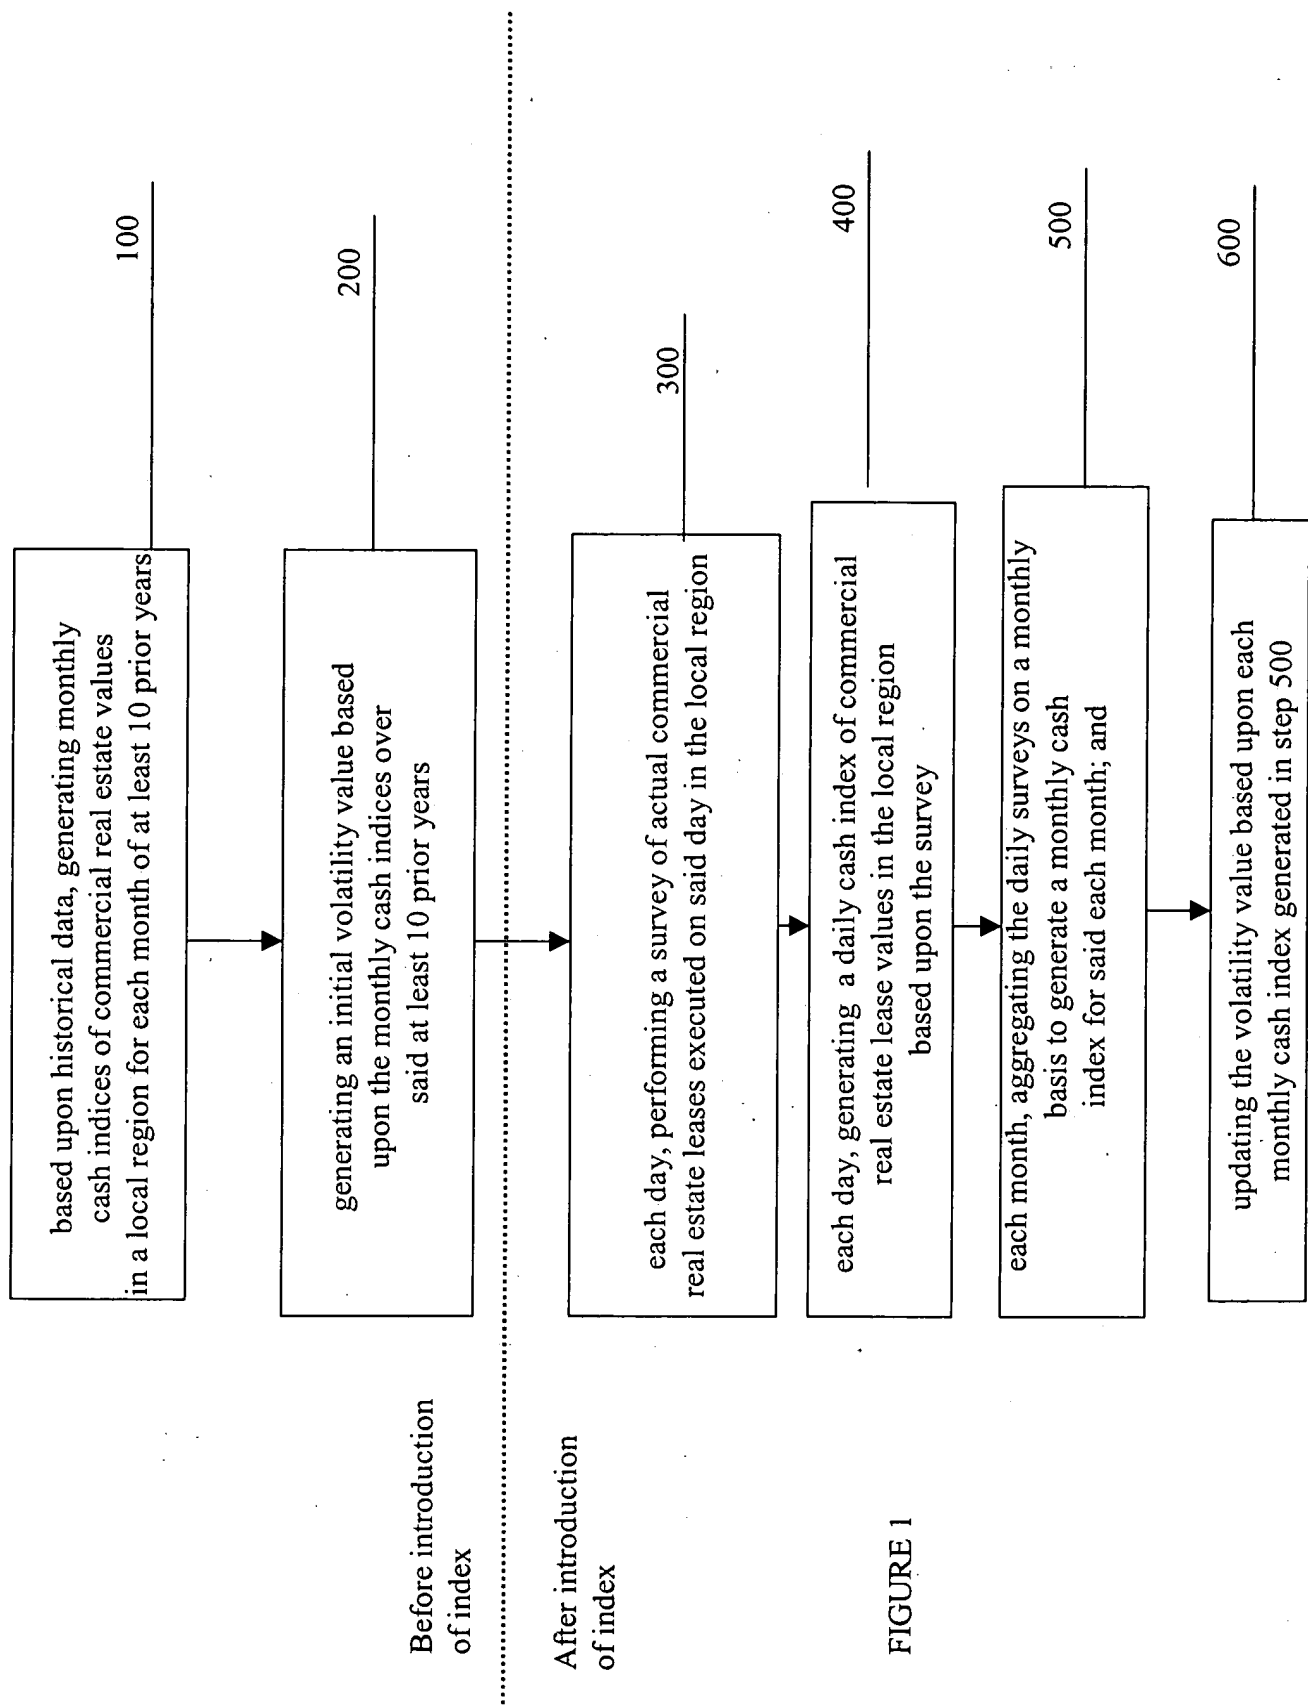 based upon historical data, generating monthly
cash indices of commercial real estate values
in a local region for each month of at least 10 prior years
100
generating an initial volatility value based
upon the monthly cash indices over
said at least 10 prior years
200
Before introduction
of index
After introduction
of index
each day, performing a survey of actual commercial
real estate leases executed on said day in the local region
300
each day, generating a daily cash index of commercial
real estate lease values in the local region
based upon the survey
400
each month, aggregating the daily surveys on a monthly
basis to generate a monthly cash
index for said each month; and
500
updating the volatility value based upon each
monthly cash index generated in step 500
600
FIGURE 1